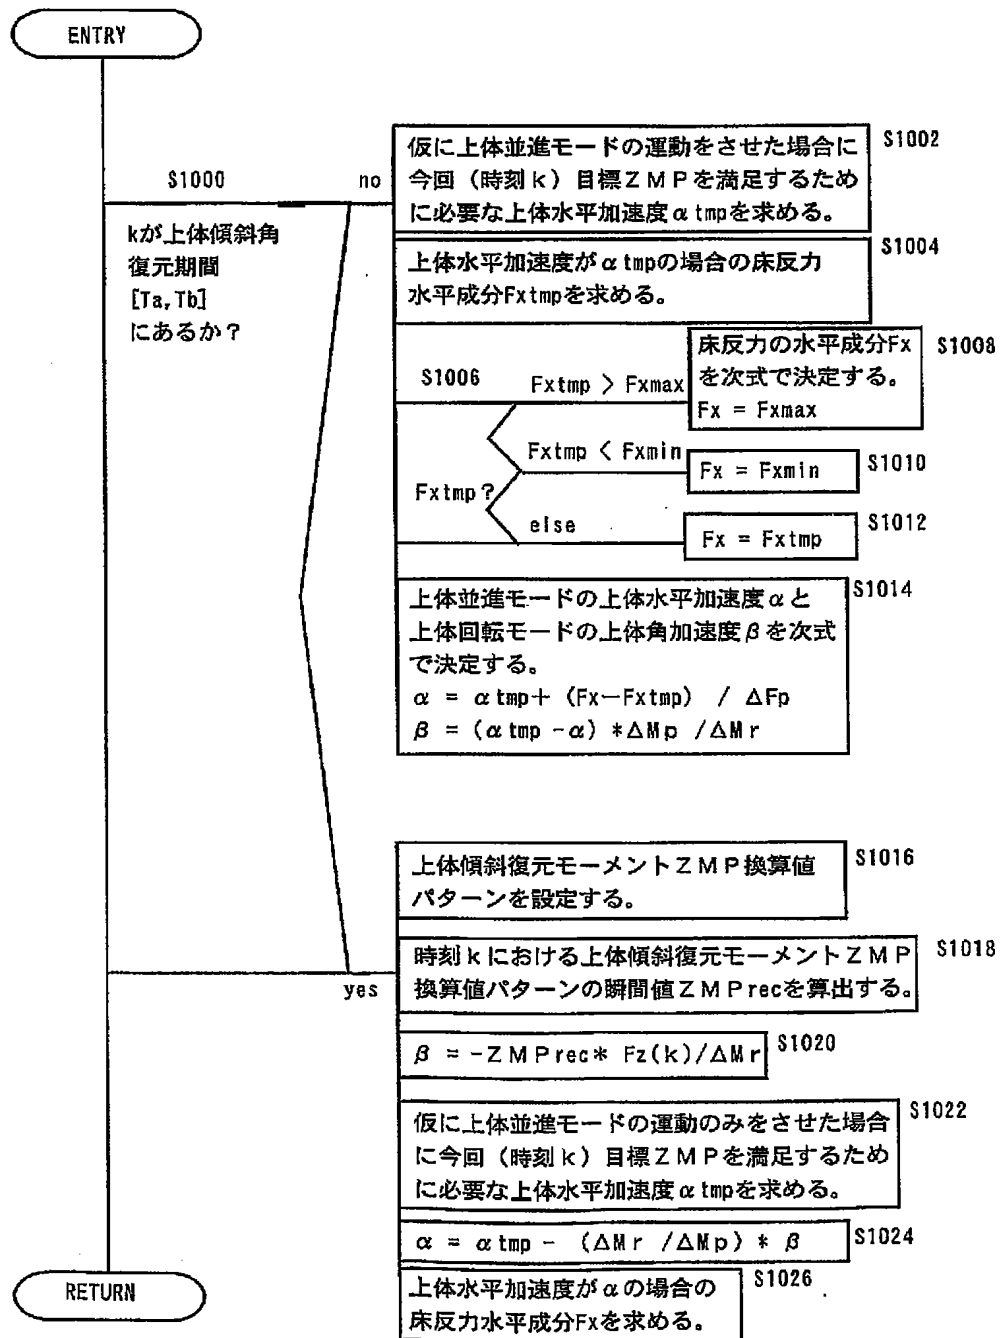 ENTRY
S1000
no
kが上体傾斜角
復元期間
[Ta,Tb]
にあるか？
仮に上体並進モードの運動をさせた場合に
今回（時刻k）目標ZMPを満足するため
に必要な上体水平加速度αtmpを求める。
S1002
上体水平加速度がαtmpの場合の床反力
水平成分Fxtmpを求める。
S1004
S1006
Fxtmp？
Fxtmp > Fxmax
床反力の水平成分Fx
を次式で決定する。
Fx = Fxmax
S1008
Fxtmp < Fxmin
Fx = Fxmin
S1010
else
Fx = Fxtmp
S1012
上体並進モードの上体水平加速度αと
上体回転モードの上体角加速度βを次式
で決定する。
α = αtmp+ (Fx-Fxtmp) / ΔFp
β = (αtmp -α) *ΔMp /ΔMr
S1014
yes
上体傾斜復元モーメントZMP換算値
パターンを設定する。
S1016
時刻kにおける上体傾斜復元モーメントZMP
換算値パターンの瞬間値ZMPrecを算出する。
S1018
β = -ZMPrec* Fz(k)/ΔMr
S1020
仮に上体並進モードの運動のみをさせた場合
に今回（時刻k）目標ZMPを満足するため
に必要な上体水平加速度αtmpを求める。
S1022
α = αtmp - (ΔMr /ΔMp) * β
S1024
上体水平加速度がαの場合の
床反力水平成分Fxを求める。
S1026
RETURN